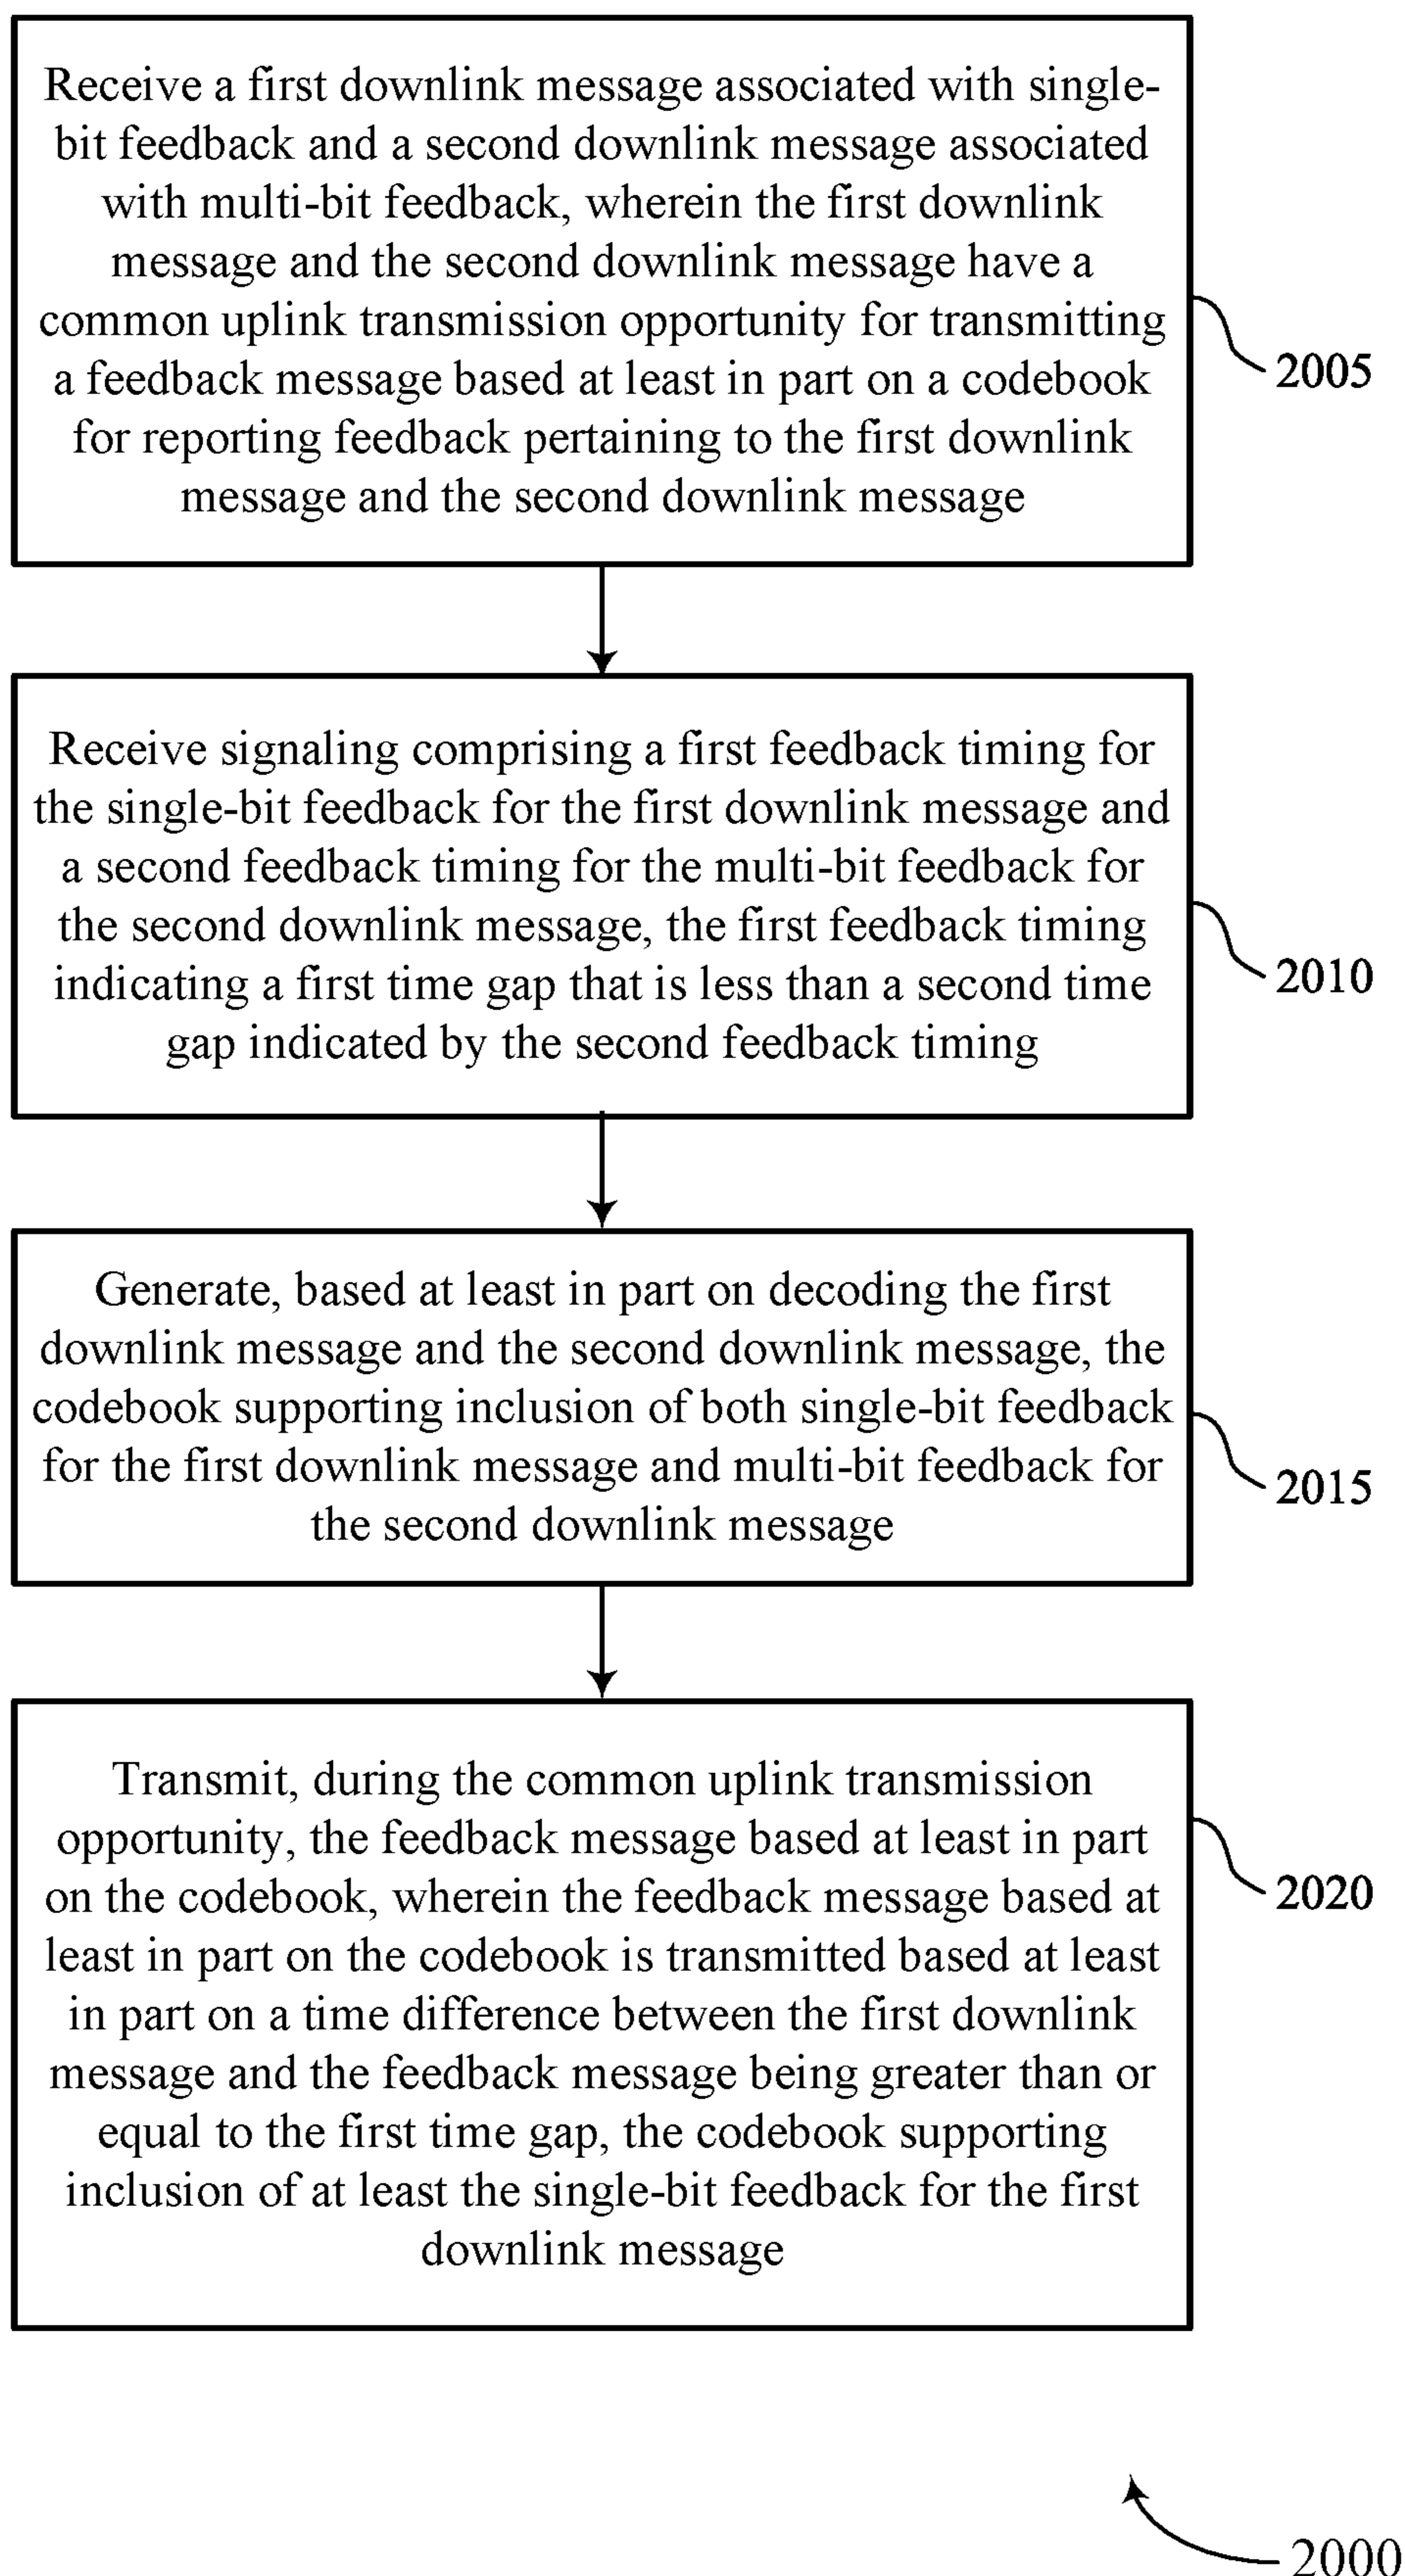 Receive a first downlink message associated with single-
bit feedback and a second downlink message associated
with multi-bit feedback, wherein the first downlink
message and the second downlink message have a
common uplink transmission opportunity for transmitting
a feedback message based at least in part on a codebook
for reporting feedback pertaining to the first downlink
message and the second downlink message
2005
Receive signaling comprising a first feedback timing for
the single-bit feedback for the first downlink message and
a second feedback timing for the multi-bit feedback for
the second downlink message, the first feedback timing
indicating a first time gap that is less than a second time
gap indicated by the second feedback timing
2010
Generate, based at least in part on decoding the first
downlink message and the second downlink message, the
codebook supporting inclusion of both single-bit feedback
for the first downlink message and multi-bit feedback for
the second downlink message
2015
Transmit, during the common uplink transmission
opportunity, the feedback message based at least in part
on the codebook, wherein the feedback message based at
least in part on the codebook is transmitted based at least
in part on a time difference between the first downlink
message and the feedback message being greater than or
equal to the first time gap, the codebook supporting
inclusion of at least the single-bit feedback for the first
downlink message
2020
2000